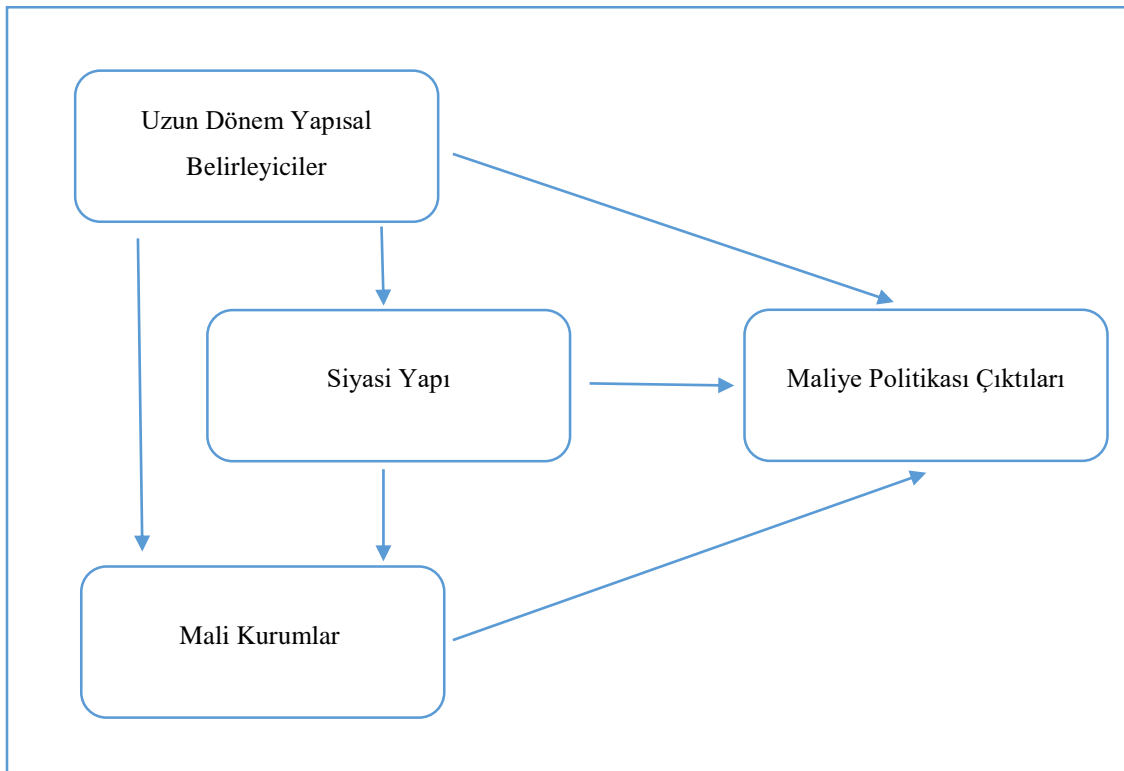 Uzun Dönem Yapısal
Belirleyiciler
Siyasi Yapı
Maliye Politikası Çıktıları
Mali Kurumlar